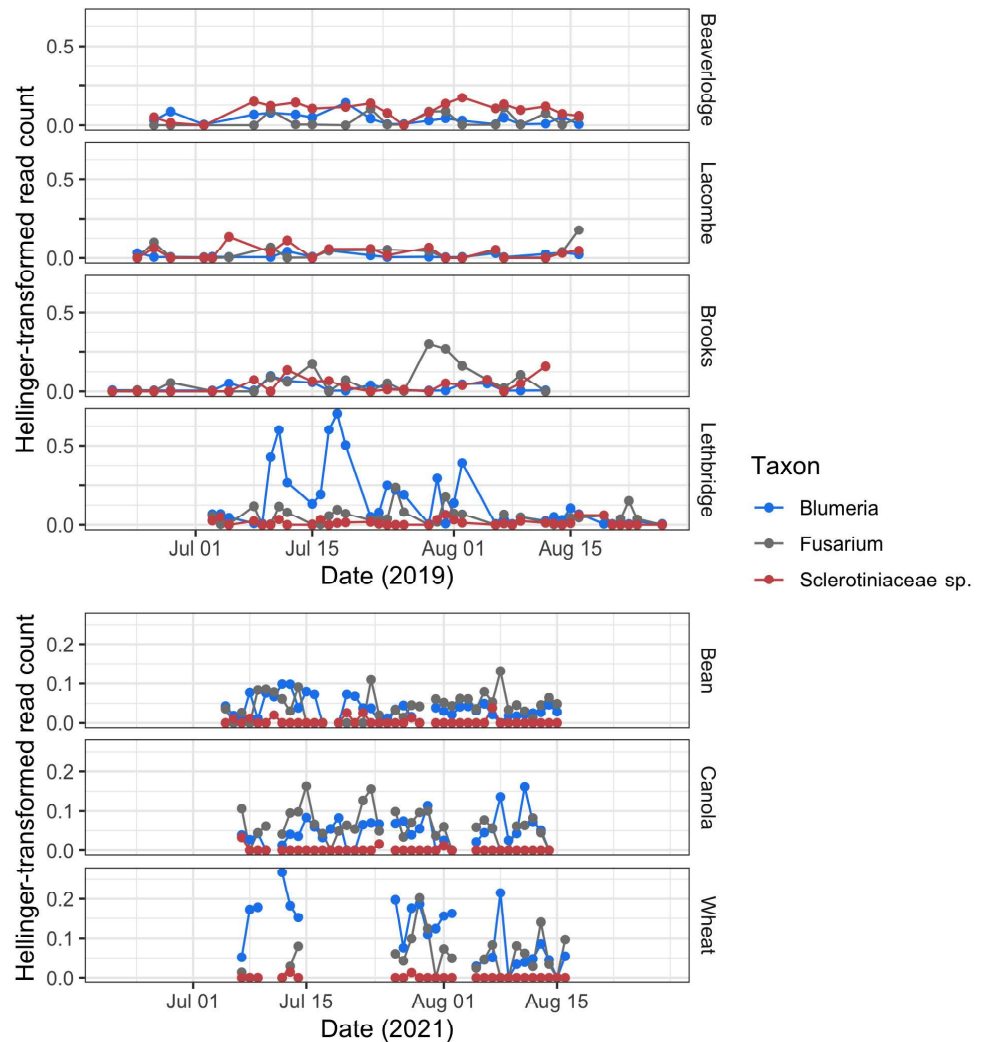 Hellinger-transformed read count
0.5
0.0
Beaverlodge
0.5
0.0
Lacombe
0.5
0.0
Brooks
0.5
0.0
Lethbridge
Jul 01
Jul 15
Aug 01
Aug 15
Date (2019)
Taxon
Blumeria
Fusarium
Sclerotiniaceae sp.
Hellinger-transformed read count
0.2
0.1
0.0
Bean
0.2
0.1
0.0
Canola
0.2
0.1
0.0
Wheat
Jul 01
Jul 15
Aug 01
Aug 15
Date (2021)